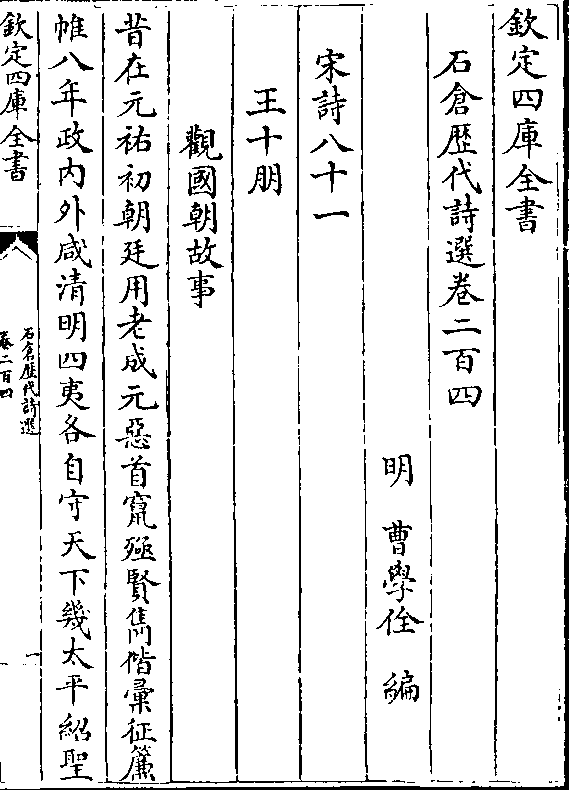 欽定四庫全書
石倉歷代詩選卷二百四
明 曹學佺 編
宋詩八十一
王十朋
觀國朝故事
昔在元祐初朝廷用老成元惡首竄殛賢雋偕彚征簾
帷八年政内外咸清明四夷各自守天下幾太平紹聖
欽定四庫全書
石倉歷代詩選
卷二百四
一